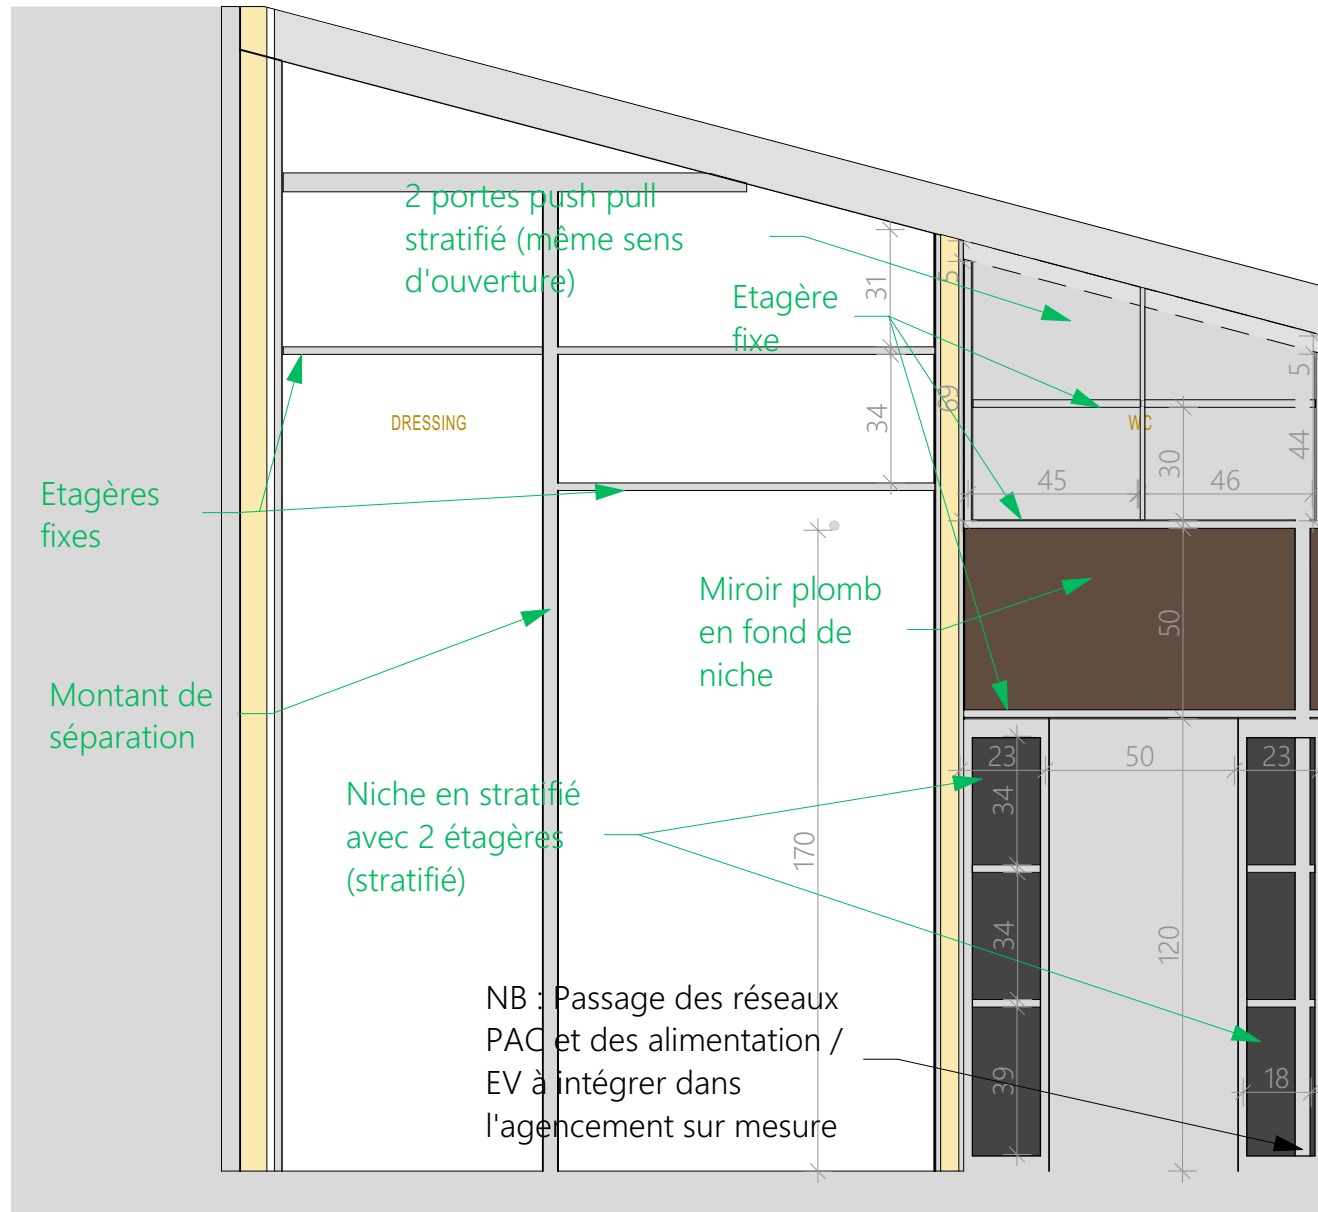 2 portes push pull
stratifié (même sens
d'ouverture)
Etagère
fixe
31
5
69
34
5
44
DRESSING
WC
30
45
46
Etagères
fixes
Miroir plomb
en fond de
niche
50
Montant de
séparation
23
50
23
Niche en stratifié
avec 2 étagères
(stratifié)
34
170
34
120
NB : Passage des réseaux
PAC et des alimentation /
EV à intégrer dans
l'agencement sur mesure
39
18